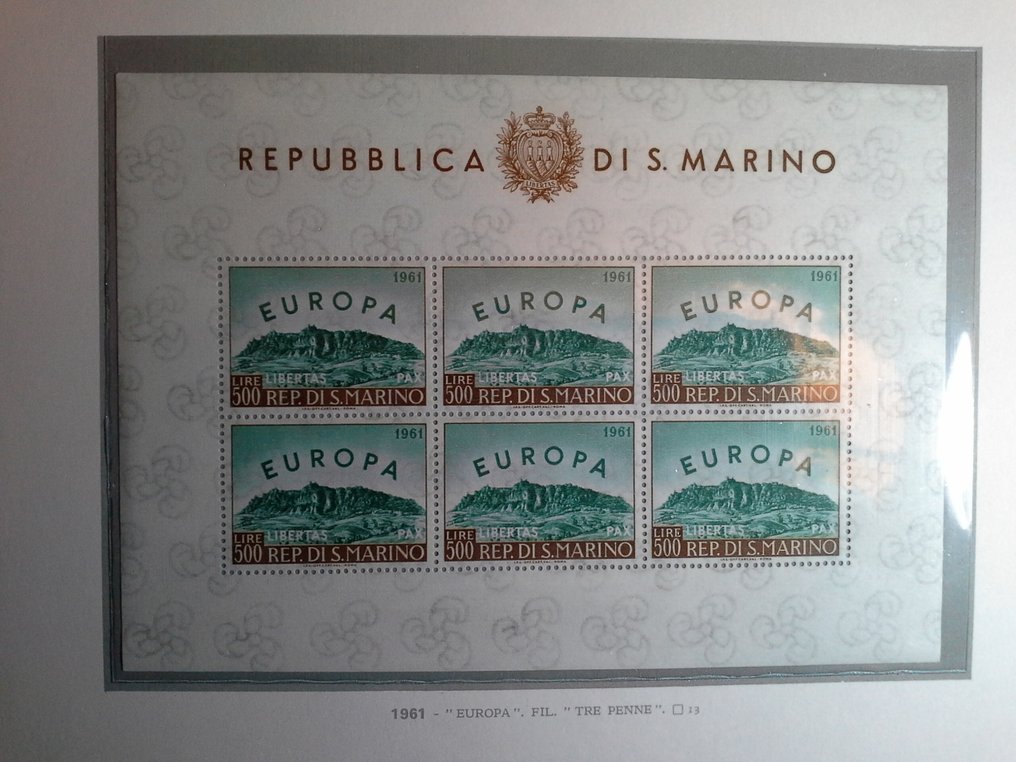 REPUBBLICA DI S. MARINO
LIBERTAS
1961 1961 1961
EUROPA EUROPA EUROPA
LIRE LIBERTAS PAX LIRE LIBERTAS PAX LIRE LIBERTAS PAX
500 REP. DI S. MARINO 500 REP. DI S. MARINO 500 REP. DI S. MARINO
1961 1961 1961
EUROPA EUROPA EUROPA
LIRE LIBERTAS PAX LIRE LIBERTAS PAX LIRE LIBERTAS PAX
500 REP. DI S. MARINO 500 REP. DI S. MARINO 500 REP. DI S. MARINO
1961 - " EUROPA ". FIL. " TRE PENNE ". □ 13